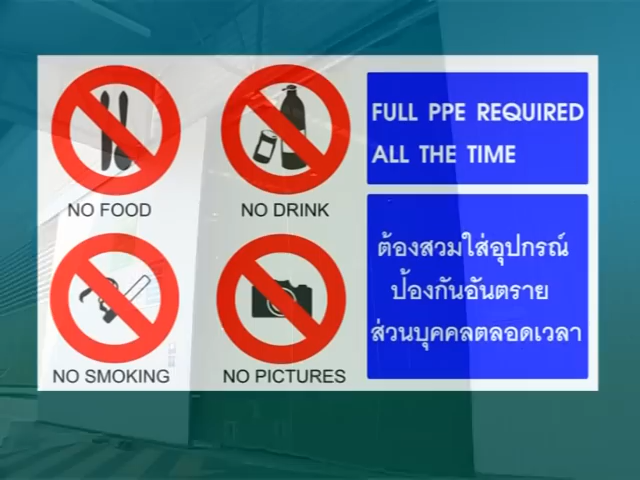 NO FOOD
NO DRINK
NO SMOKING
NO PICTURES
FULL PPE REQUIRED
ALL THE TIME
ต้องสวมใส่อุปกรณ์
ป้องกันอันตราย
ส่วนบุคคลตลอดเวลา